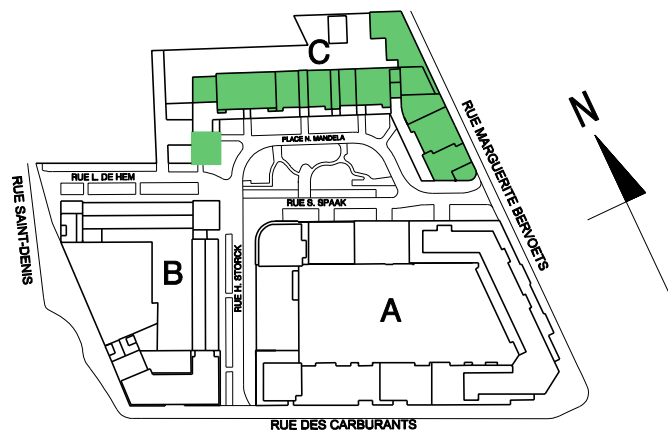 C
N
RUE MARGUERITE BERVOETS
PLACE N. MANDELA
RUE L. DE HEM
RUE S. SPAAK
RUE SAINT-DENIS
B
RUE H. STORCK
A
RUE DES CARBURANTS